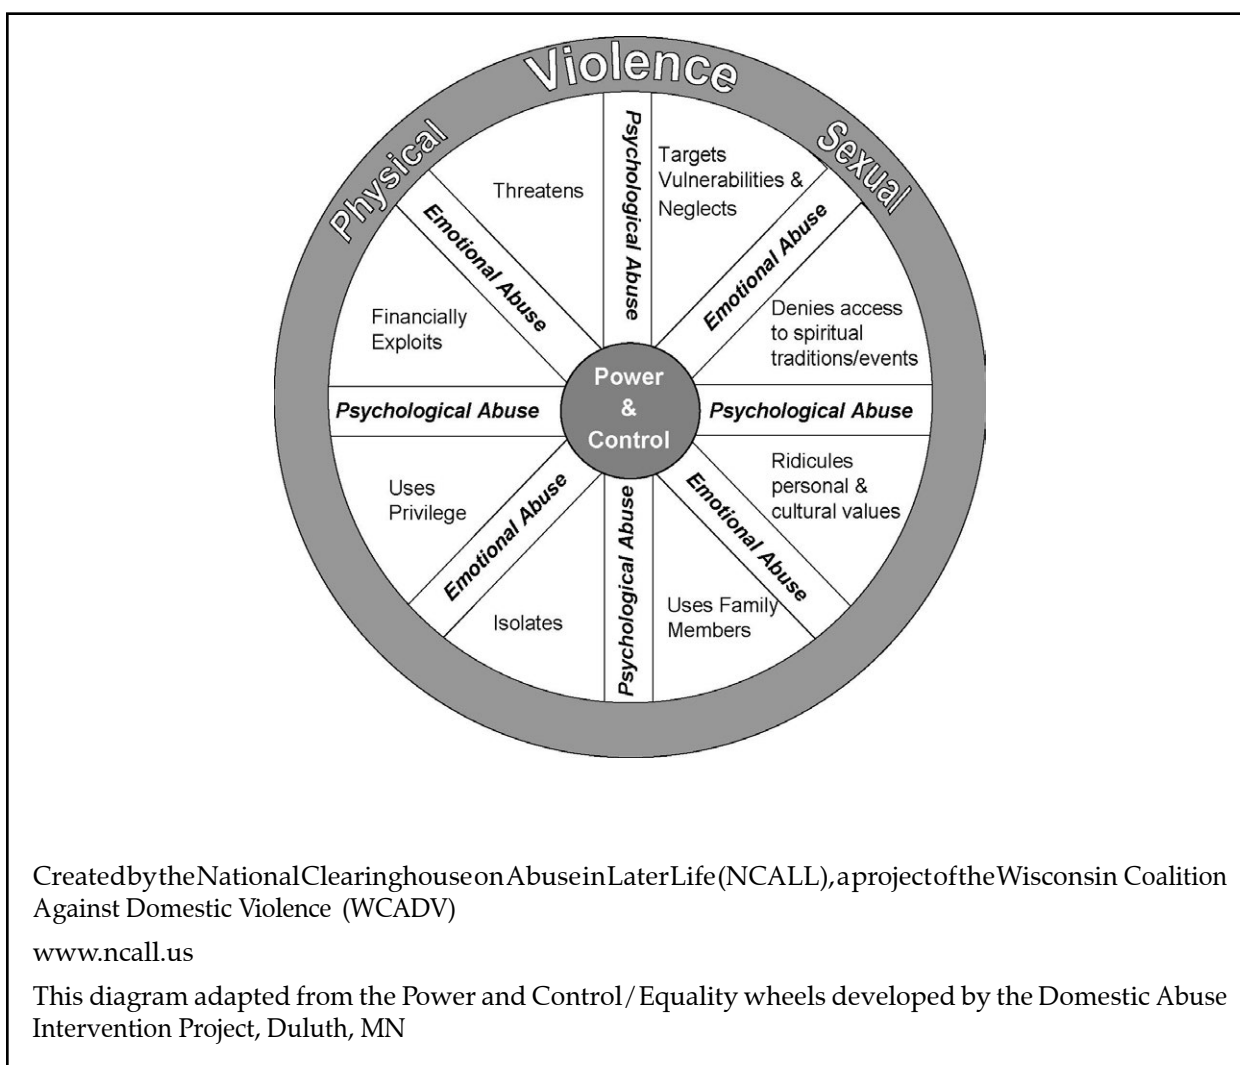 Violence
Physical
Sexual
Psychological Abuse
Targets
Vulnerabilities &
Neglects
Threatens
Emotional Abuse
Emotional Abuse
Denies access
to spiritual
traditions/events
Financially
Exploits
Power
&
Control
Psychological Abuse
Psychological Abuse
Ridicules
personal &
cultural values
Uses
Privilege
Emotional Abuse
Psychological Abuse
Emotional Abuse
Uses Family
Members
Isolates
Created by the National Clearinghouse on Abuse in Later Life (NCALL), a project of the Wisconsin Coalition
Against Domestic Violence (WCADV)
www.ncall.us
This diagram adapted from the Power and Control/Equality wheels developed by the Domestic Abuse
Intervention Project, Duluth, MN